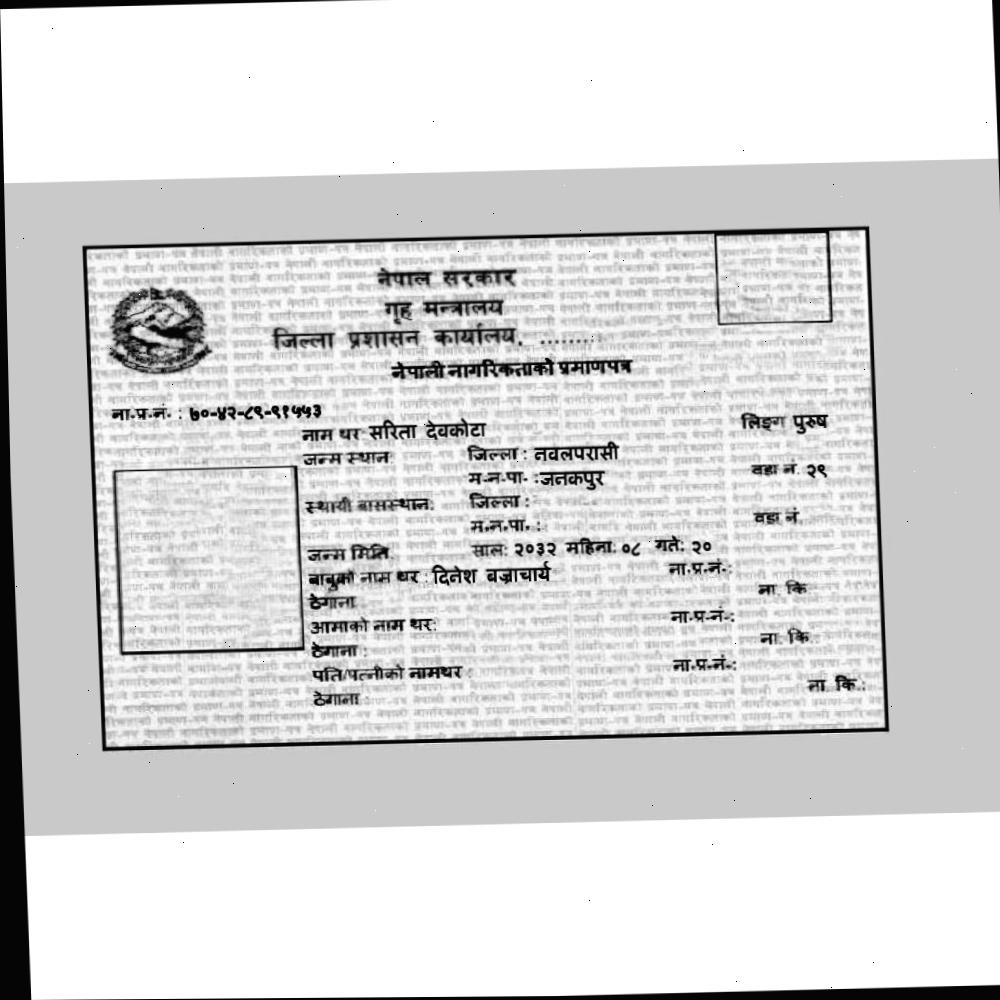 नेपाल सरकार
गृह मन्त्रालय
जिल्ला प्रशासन कार्यालय, ........
नेपाली नागरिकताको प्रमाणपत्र
ना.प्र.नं. : ७०-४२-८९-९१५५३
नाम थर: सरिता देवकोटा लिङ्ग पुरुष
जन्म स्थान: जिल्ला : नवलपरासी
म.न.पा. :जनकपुर वडा नं. २९
स्थायी बासस्थान: जिल्ला :
म.न.पा. : वडा नं.
जन्म मिति: साल: २०३२ महिना: ०८ गते: २०
बाबुको नाम थर : दिनेश बज्राचार्य ना.प्र.नं.:
ठेगाना ना. कि.
आमाको नाम थर: ना.प्र.नं.:
ठेगाना : ना. कि.:
पति/पत्नीको नामथर : ना.प्र.नं.:
ठेगाना : ना. कि.: